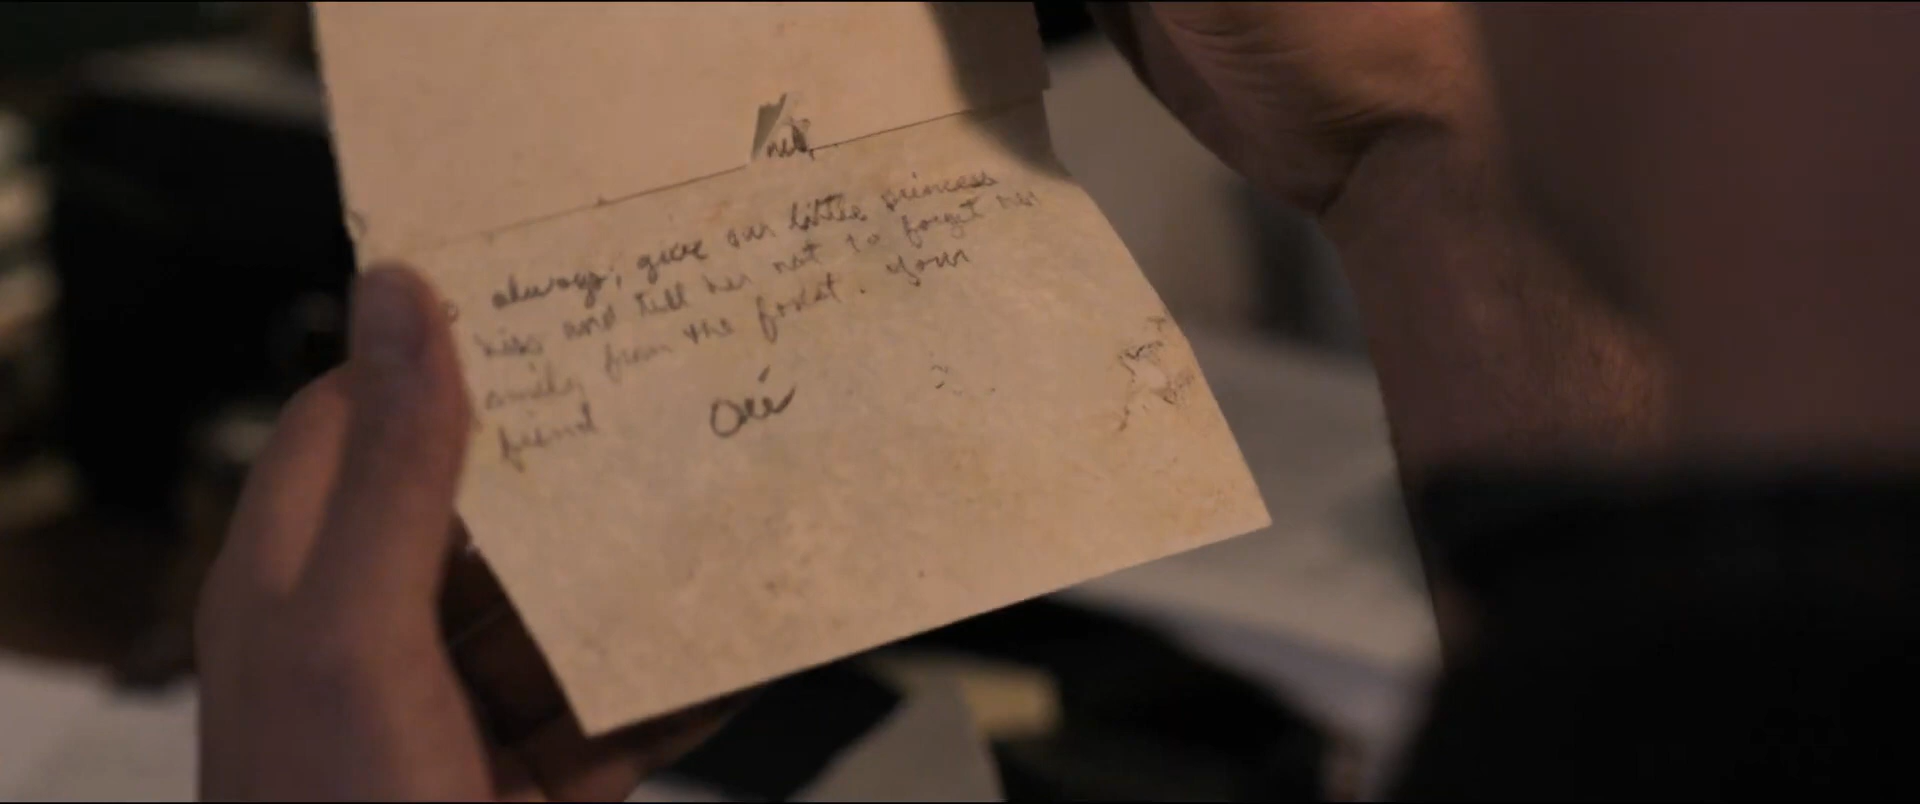 always, give our little princess
kiss and tell her not to forget her
smile, from the forest. your
friend